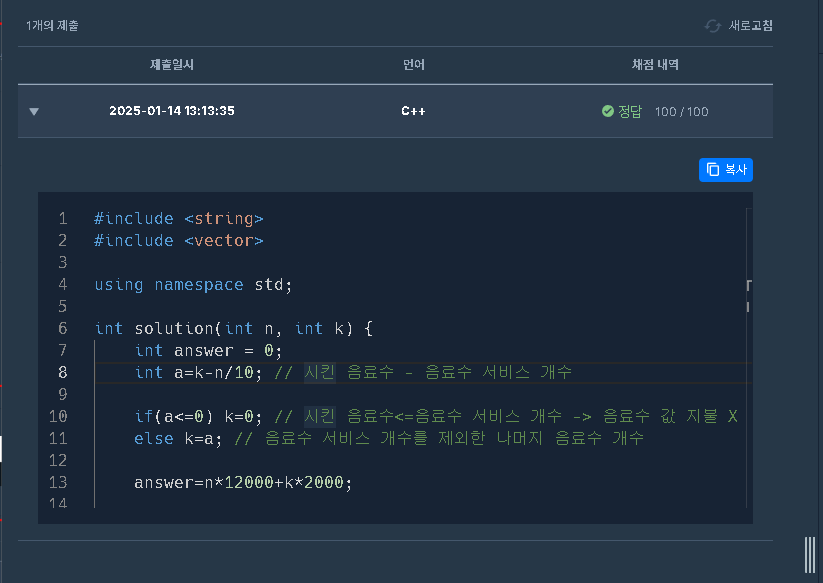 1개의 제출
새로고침
제출일시 언어 채점 내역
2025-01-14 13:13:35 C++ 정답 100 / 100
복사
1 #include <string>
2 #include <vector>
3
4 using namespace std;
5
6 int solution(int n, int k) {
7 int answer = 0;
8 int a=k-n/10; // 시킨 음료수 - 음료수 서비스 개수
9
10 if(a<=0) k=0; // 시킨 음료수<=음료수 서비스 개수 -> 음료수 값 지불 X
11 else k=a; // 음료수 서비스 개수를 제외한 나머지 음료수 개수
12
13 answer=n*12000+k*2000;
14